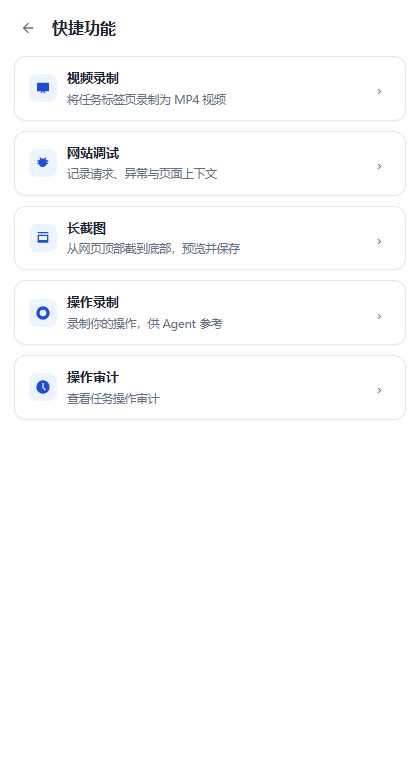 快捷功能
视频录制
将任务标签页录制为 MP4 视频
网站调试
记录请求、异常与页面上下文
长截图
从网页顶部截到底部，预览并保存
操作录制
录制你的操作，供 Agent 参考
操作审计
查看任务操作审计